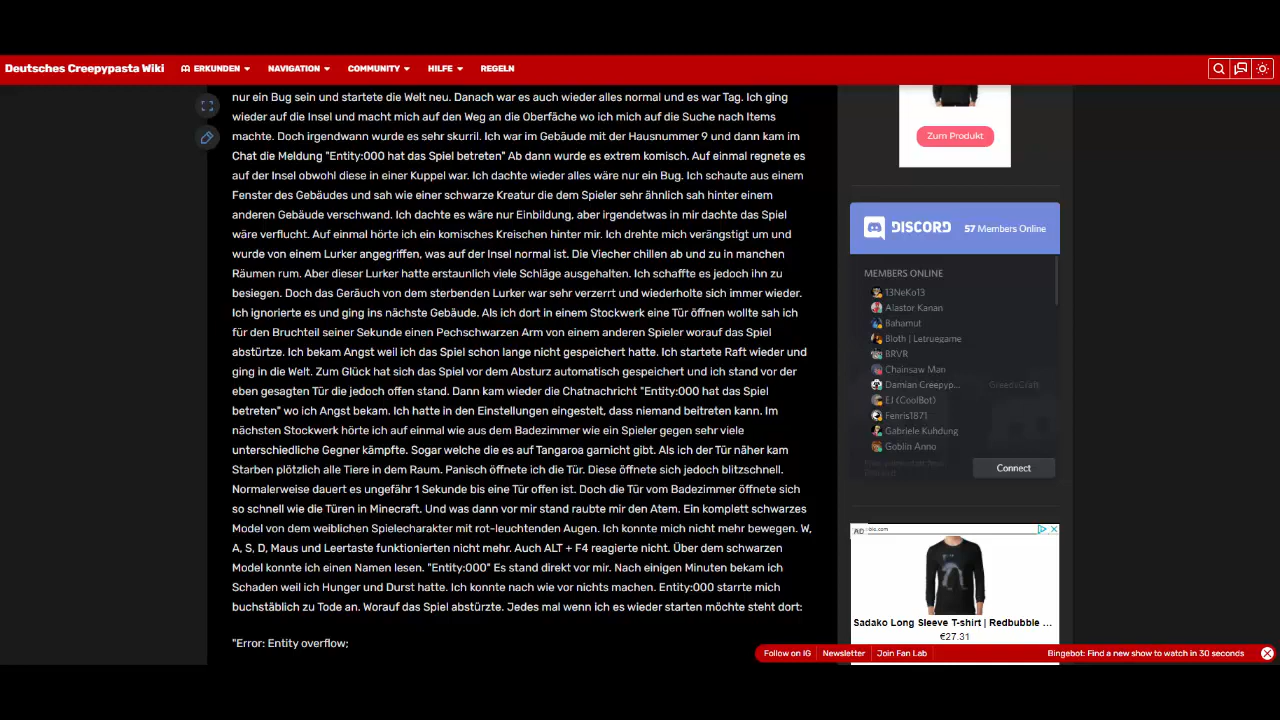 Deutsches Creepypasta Wiki
ERKUNDEN
NAVIGATION
COMMUNITY
HILFE
REGELN
nur ein Bug sein und startete die Welt neu. Danach war es auch wieder alles normal und es war Tag. Ich ging
wieder auf die Insel und macht mich auf den Weg an die Oberfäche wo ich mich auf die Suche nach Items
machte. Doch irgendwann wurde es sehr skurril. Ich war im Gebäude mit der Hausnummer 9 und dann kam im
Chat die Meldung "Entity:000 hat das Spiel betreten" Ab dann wurde es extrem komisch. Auf einmal regnete es
auf der Insel obwohl diese in einer Kuppel war. Ich dachte wieder alles wäre nur ein Bug. Ich schaute aus einem
Fenster des Gebäudes und sah wie einer schwarze Kreatur die dem Spieler sehr ähnlich sah hinter einem
anderen Gebäude verschwand. Ich dachte es wäre nur Einbildung, aber irgendetwas in mir dachte das Spiel
wäre verflucht. Auf einmal hörte ich ein komisches Kreischen hinter mir. Ich drehte mich verängstigt um und
wurde von einem Lurker angegriffen, was auf der Insel normal ist. Die Viecher chillen ab und zu in manchen
Räumen rum. Aber dieser Lurker hatte erstaunlich viele Schläge ausgehalten. Ich schaffte es jedoch ihn zu
besiegen. Doch das Geräuch von dem sterbenden Lurker war sehr verzerrt und wiederholte sich immer wieder.
Ich ignorierte es und ging ins nächste Gebäude. Als ich dort in einem Stockwerk eine Tür öffnen wollte sah ich
für den Bruchteil seiner Sekunde einen Pechschwarzen Arm von einem anderen Spieler worauf das Spiel
abstürtze. Ich bekam Angst weil ich das Spiel schon lange nicht gespeichert hatte. Ich startete Raft wieder und
ging in die Welt. Zum Glück hat sich das Spiel vor dem Absturz automatisch gespeichert und ich stand vor der
eben gesagten Tür die jedoch offen stand. Dann kam wieder die Chatnachricht "Entity:000 hat das Spiel
betreten" wo ich Angst bekam. Ich hatte in den Einstellungen eingestelt, dass niemand beitreten kann. Im
nächsten Stockwerk hörte ich auf einmal wie aus dem Badezimmer wie ein Spieler gegen sehr viele
unterschiedliche Gegner kämpfte. Sogar welche die es auf Tangaroa garnicht gibt. Als ich der Tür näher kam
Starben plötzlich alle Tiere in dem Raum. Panisch öffnete ich die Tür. Diese öffnete sich jedoch blitzschnell.
Normalerweise dauert es ungefähr 1 Sekunde bis eine Tür offen ist. Doch die Tür vom Badezimmer öffnete sich
so schnell wie die Türen in Minecraft. Und was dann vor mir stand raubte mir den Atem. Ein komplett schwarzes
Model von dem weiblichen Spielecharakter mit rot-leuchtenden Augen. Ich konnte mich nicht mehr bewegen. W,
A, S, D, Maus und Leertaste funktionierten nicht mehr. Auch ALT + F4 reagierte nicht. Über dem schwarzen
Model konnte ich einen Namen lesen. "Entity:000" Es stand direkt vor mir. Nach einigen Minuten bekam ich
Schaden weil ich Hunger und Durst hatte. Ich konnte nach wie vor nichts machen. Entity:000 starrte mich
buchstäblich zu Tode an. Worauf das Spiel abstürzte. Jedes mal wenn ich es wieder starten möchte steht dort:
"Error: Entity overflow;
Zum Produkt
DISCORD
57 Members Online
MEMBERS ONLINE
13NeKo13
Alastor Kanan
Bahamut
Bloth | Letruegame
BRVR
Chainsaw Man
Damian Creepyp...
GreedsCraft
EJ (CoolBot)
Fenris1871
Gabriele Kuhdung
Goblin Anno
Connect
AD
Sadako Long Sleeve T-shirt | Redbubble ...
€27.31
Follow on IG
Newsletter
Join Fan Lab
Bingebot: Find a new show to watch in 30 seconds